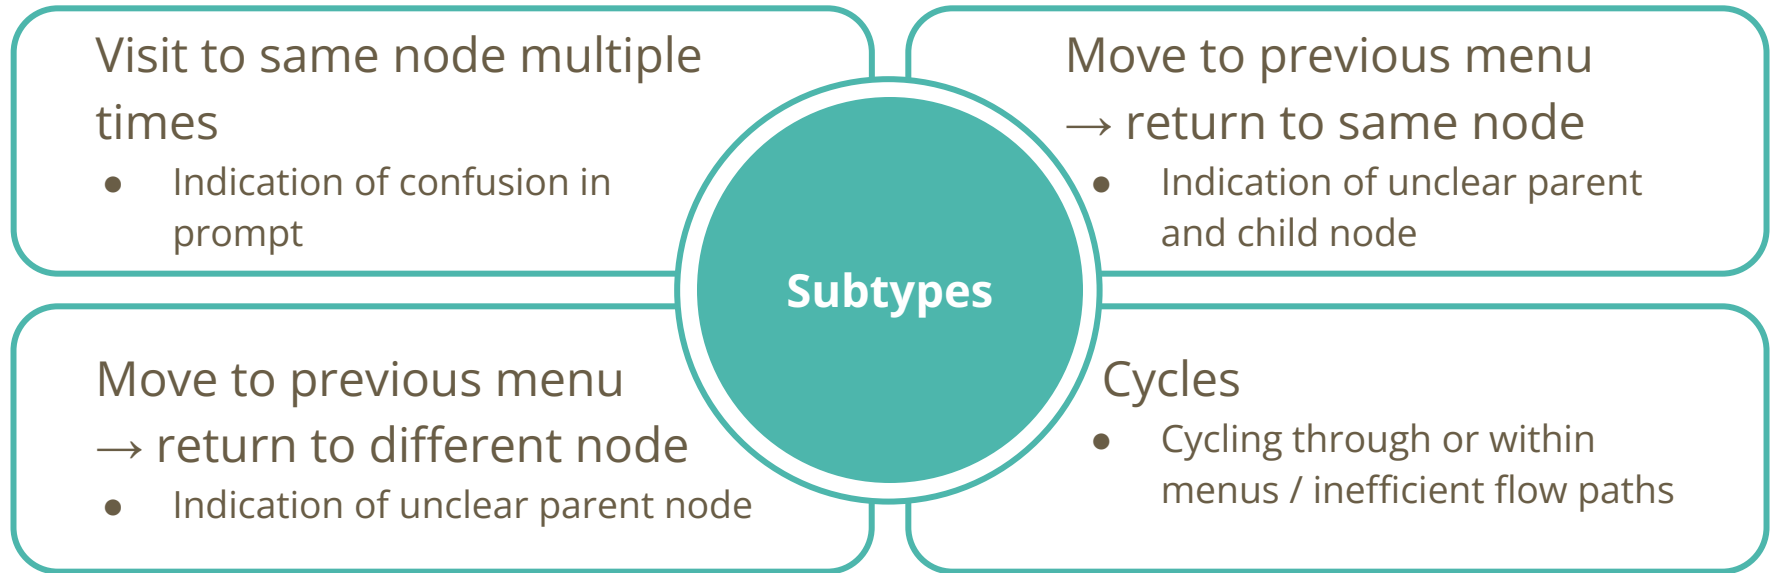 Visit to same node multiple
times
● Indication of confusion in
prompt
Move to previous menu
→ return to same node
● Indication of unclear parent
and child node
Subtypes
Move to previous menu
→ return to different node
● Indication of unclear parent node
Cycles
● Cycling through or within
menus / inefficient flow paths